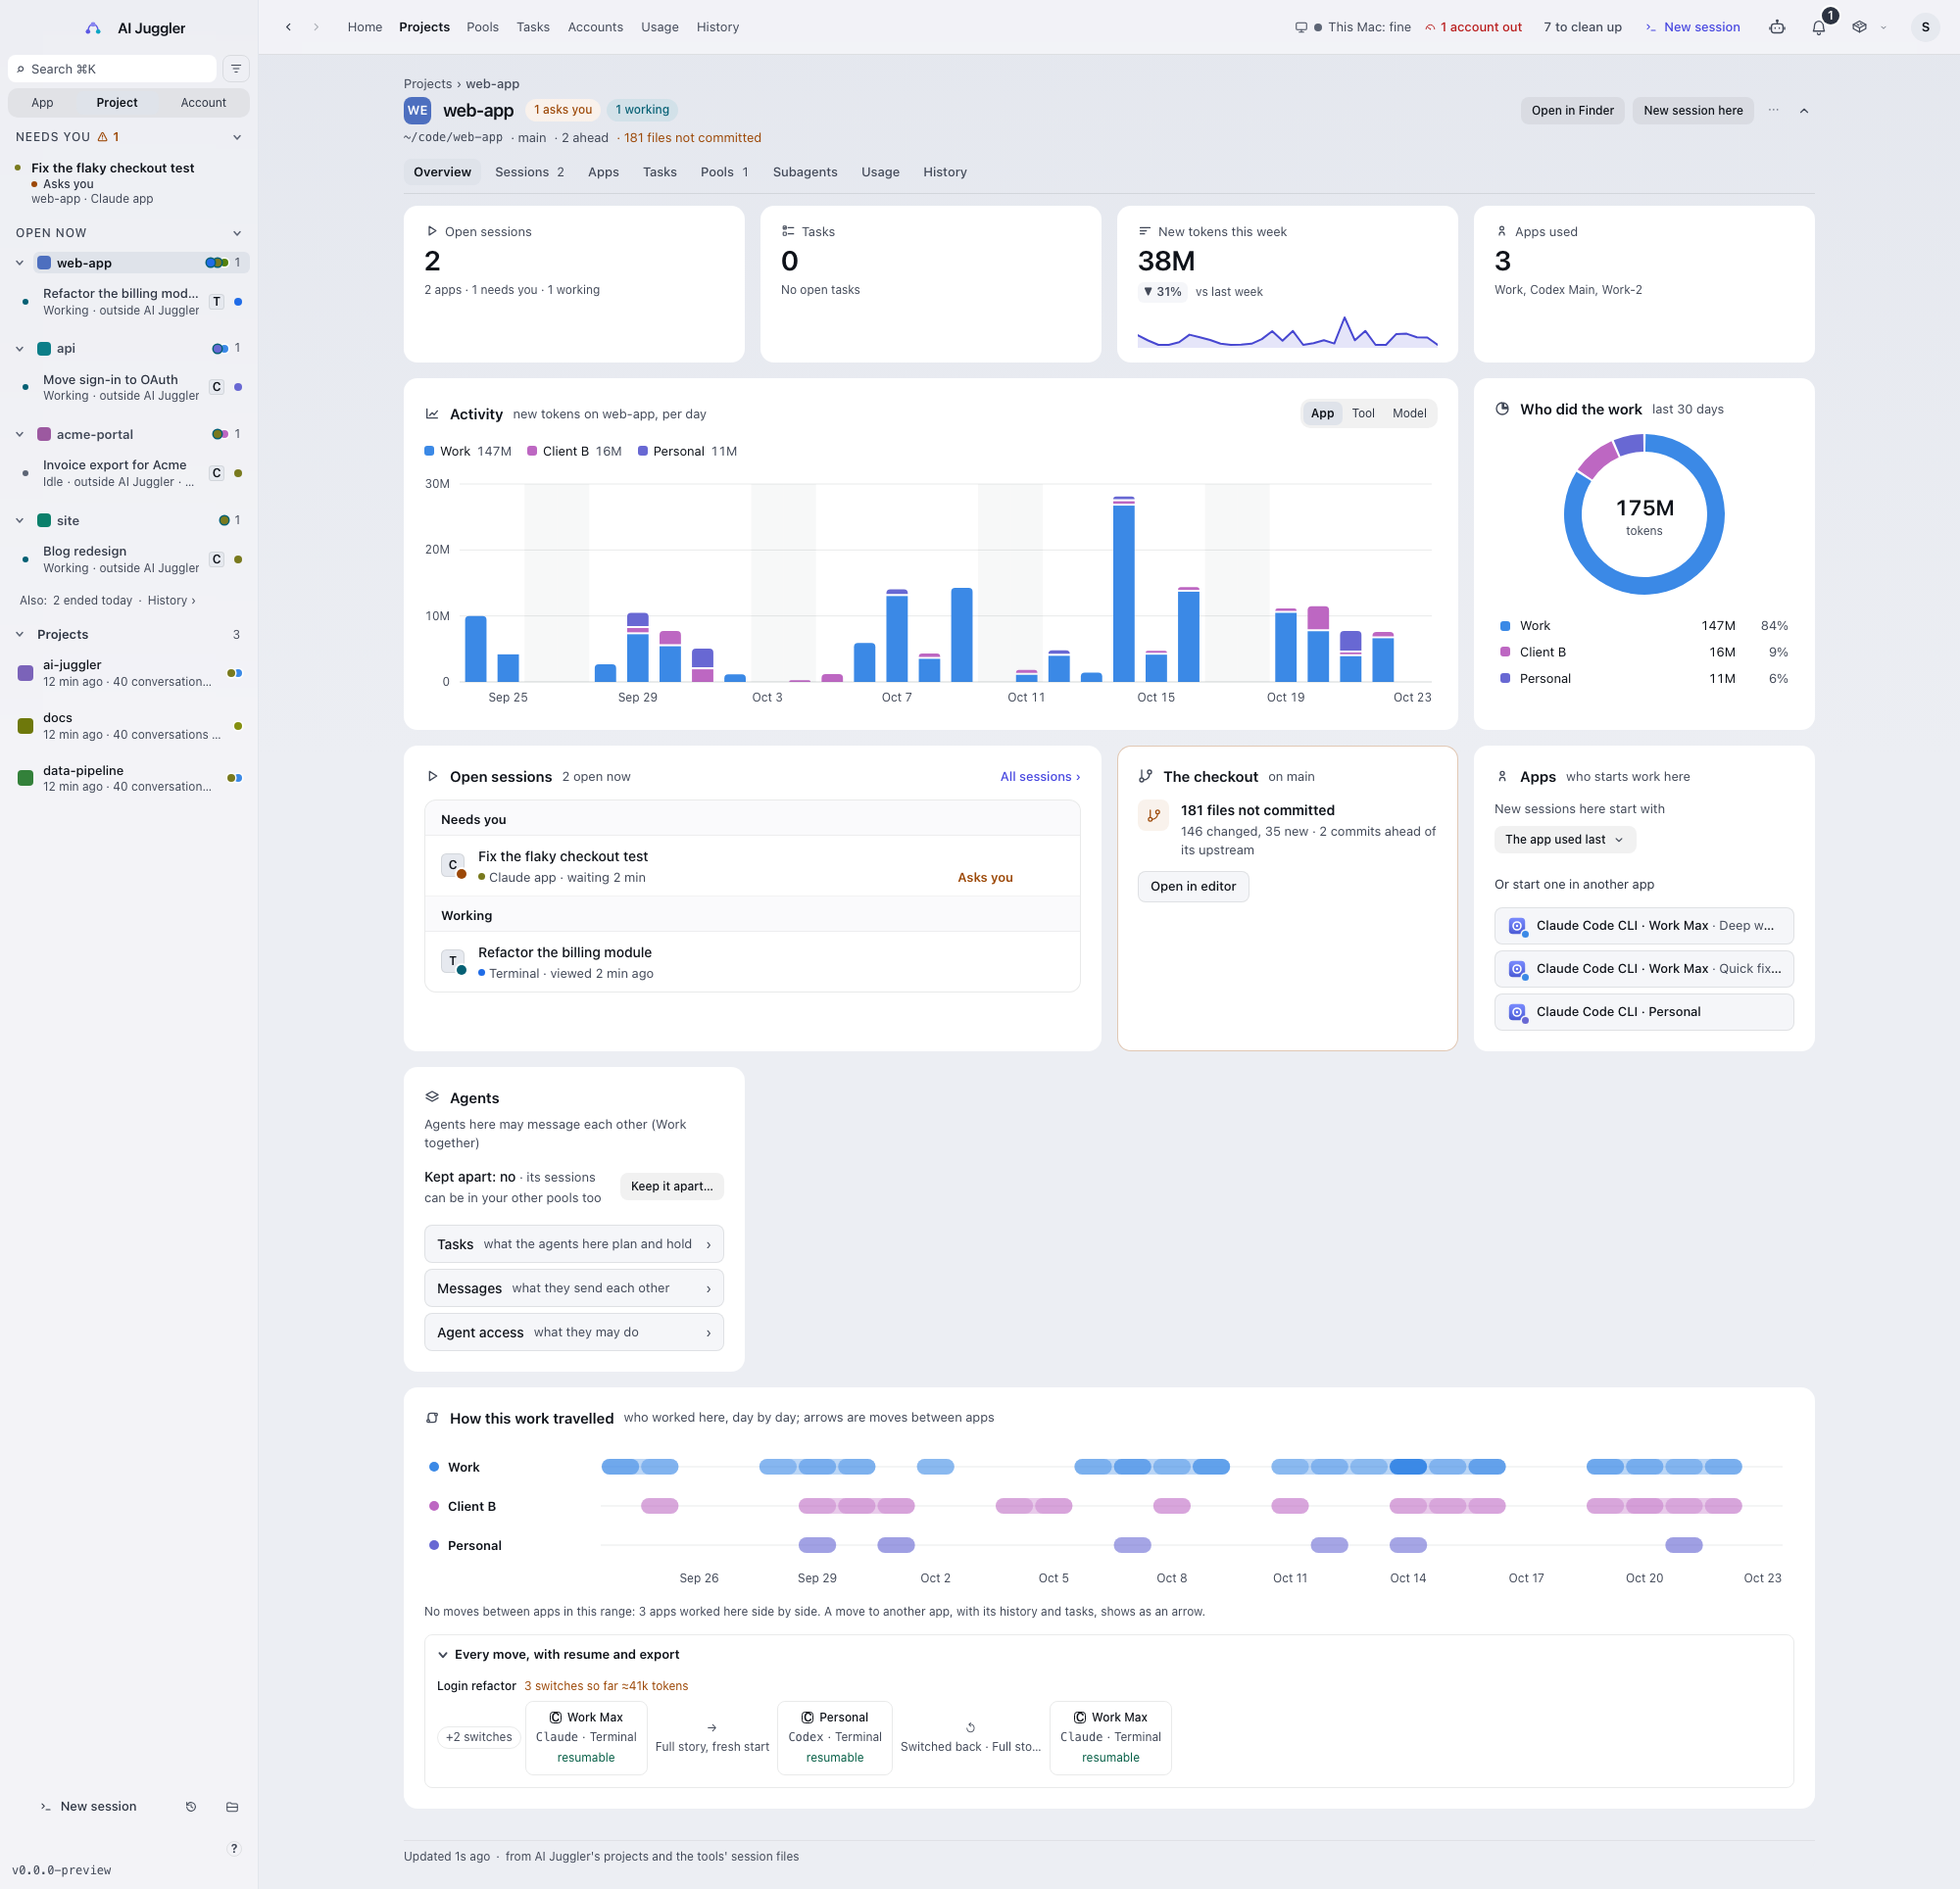 AI Juggler
Search ⌘K
App Project Account
NEEDS YOU 1
Fix the flaky checkout test
Asks you
web-app · Claude app
OPEN NOW
web-app 1
Refactor the billing mod... T
Working · outside AI Juggler
api 1
Move sign-in to OAuth C
Working · outside AI Juggler
acme-portal 1
Invoice export for Acme C
Idle · outside AI Juggler · ...
site 1
Blog redesign C
Working · outside AI Juggler
Also: 2 ended today · History ›
Projects 3
ai-juggler
12 min ago · 40 conversation...
docs
12 min ago · 40 conversations ...
data-pipeline
12 min ago · 40 conversation...
New session
?
v0.0.0-preview
Home Projects Pools Tasks Accounts Usage History
This Mac: fine 1 account out 7 to clean up New session 1 S
Projects › web-app
WE web-app 1 asks you 1 working
Open in Finder New session here ...
~/code/web-app · main · 2 ahead · 181 files not committed
Overview Sessions 2 Apps Tasks Pools 1 Subagents Usage History
Open sessions
2
2 apps · 1 needs you · 1 working
Tasks
0
No open tasks
New tokens this week
38M
▼ 31% vs last week
Apps used
3
Work, Codex Main, Work-2
Activity new tokens on web-app, per day
App Tool Model
Work 147M Client B 16M Personal 11M
30M
20M
10M
0
Sep 25 Sep 29 Oct 3 Oct 7 Oct 11 Oct 15 Oct 19 Oct 23
Who did the work last 30 days
175M
tokens
Work 147M 84%
Client B 16M 9%
Personal 11M 6%
Open sessions 2 open now All sessions ›
Needs you
C Fix the flaky checkout test
Claude app · waiting 2 min Asks you
Working
T Refactor the billing module
Terminal · viewed 2 min ago
The checkout on main
181 files not committed
146 changed, 35 new · 2 commits ahead of
its upstream
Open in editor
Apps who starts work here
New sessions here start with
The app used last
Or start one in another app
Claude Code CLI · Work Max · Deep w...
Claude Code CLI · Work Max · Quick fix...
Claude Code CLI · Personal
Agents
Agents here may message each other (Work
together)
Kept apart: no · its sessions
can be in your other pools too
Keep it apart...
Tasks what the agents here plan and hold ›
Messages what they send each other ›
Agent access what they may do ›
How this work travelled who worked here, day by day; arrows are moves between apps
Work
Client B
Personal
Sep 26 Sep 29 Oct 2 Oct 5 Oct 8 Oct 11 Oct 14 Oct 17 Oct 20 Oct 23
No moves between apps in this range: 3 apps worked here side by side. A move to another app, with its history and tasks, shows as an arrow.
Every move, with resume and export
Login refactor 3 switches so far ≈41k tokens
+2 switches
Work Max
Claude · Terminal
resumable
→
Full story, fresh start
Personal
Codex · Terminal
resumable
Switched back · Full sto...
Work Max
Claude · Terminal
resumable
Updated 1s ago · from AI Juggler's projects and the tools' session files